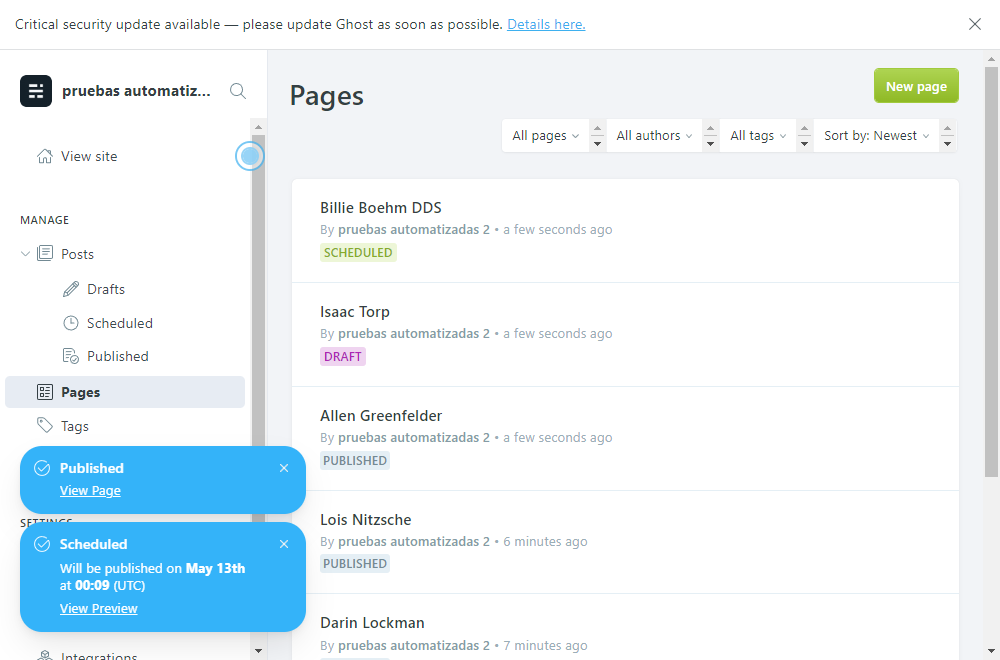 Critical security update available — please update Ghost as soon as possible. Details here.
pruebas automatiz...
View site
MANAGE
Posts
Drafts
Scheduled
Published
Pages
Tags
Published
View Page
SETTINGS
Scheduled
Will be published on May 13th
at 00:09 (UTC)
View Preview
Integrations
Pages
New page
All pages
All authors
All tags
Sort by: Newest
Billie Boehm DDS
By pruebas automatizadas 2 • a few seconds ago
SCHEDULED
Isaac Torp
By pruebas automatizadas 2 • a few seconds ago
DRAFT
Allen Greenfelder
By pruebas automatizadas 2 • a few seconds ago
PUBLISHED
Lois Nitzsche
By pruebas automatizadas 2 • 6 minutes ago
PUBLISHED
Darin Lockman
By pruebas automatizadas 2 • 7 minutes ago